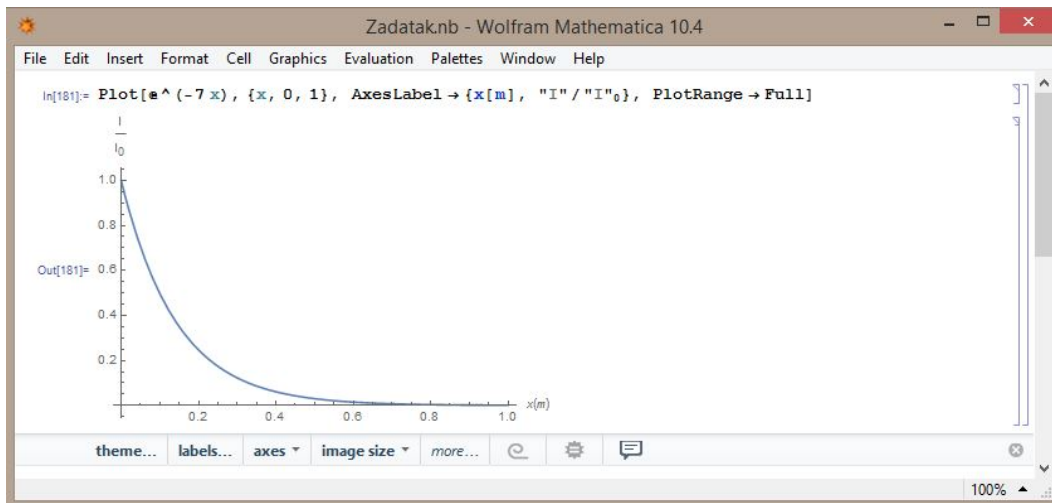 Zadatak.nb - Wolfram Mathematica 10.4
File Edit Insert Format Cell Graphics Evaluation Palettes Window Help
In[181]:= Plot[ⅇ^(-7 x), {x, 0, 1}, AxesLabel → {x[m], "I"/"I"₀}, PlotRange → Full]
I
I₀
1.0
0.8
Out[181]= 0.6
0.4
0.2
0.2 0.4 0.6 0.8 1.0 x(m)
theme... labels... axes image size more...
100%